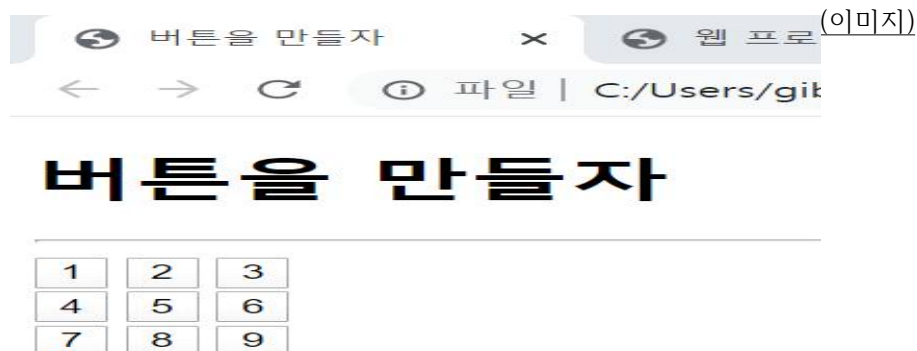 버튼을 만들자 × 웹 프로 (이미지)
파일 | C:/Users/gib
버튼을 만들자
1 2 3
4 5 6
7 8 9